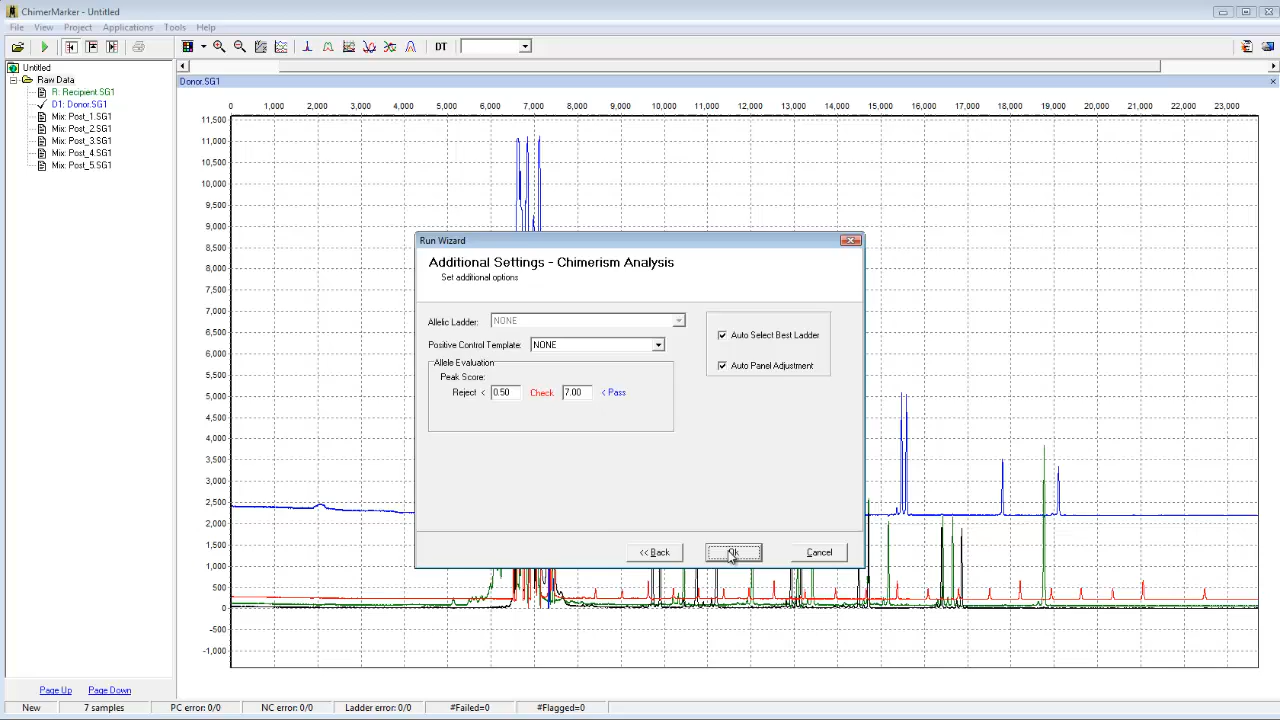 ChimerMarker - Untitled
File View Project Applications Tools Help
DT
Untitled
Raw Data
R: Recipient.SG1
D1: Donor.SG1
Mix: Post_1.SG1
Mix: Post_2.SG1
Mix: Post_3.SG1
Mix: Post_4.SG1
Mix: Post_5.SG1
Page Up Page Down
Donor.SG1
0 1,000 2,000 3,000 4,000 5,000 6,000 7,000 8,000 9,000 10,000 11,000 12,000 13,000 14,000 15,000 16,000 17,000 18,000 19,000 20,000 21,000 22,000 23,000
11,500
11,000
10,500
10,000
9,500
9,000
8,500
8,000
7,500
7,000
6,500
6,000
5,500
5,000
4,500
4,000
3,500
3,000
2,500
2,000
1,500
1,000
500
0
-500
-1,000
Run Wizard
Additional Settings - Chimerism Analysis
Set additional options
Allelic Ladder: NONE
Positive Control Template: NONE
Allele Evaluation
Peak Score:
Reject < 0.50 Check 7.00 < Pass
Auto Select Best Ladder
Auto Panel Adjustment
<< Back Ok Cancel
New 7 samples PC error: 0/0 NC error: 0/0 Ladder error: 0/0 #Failed=0 #Flagged=0